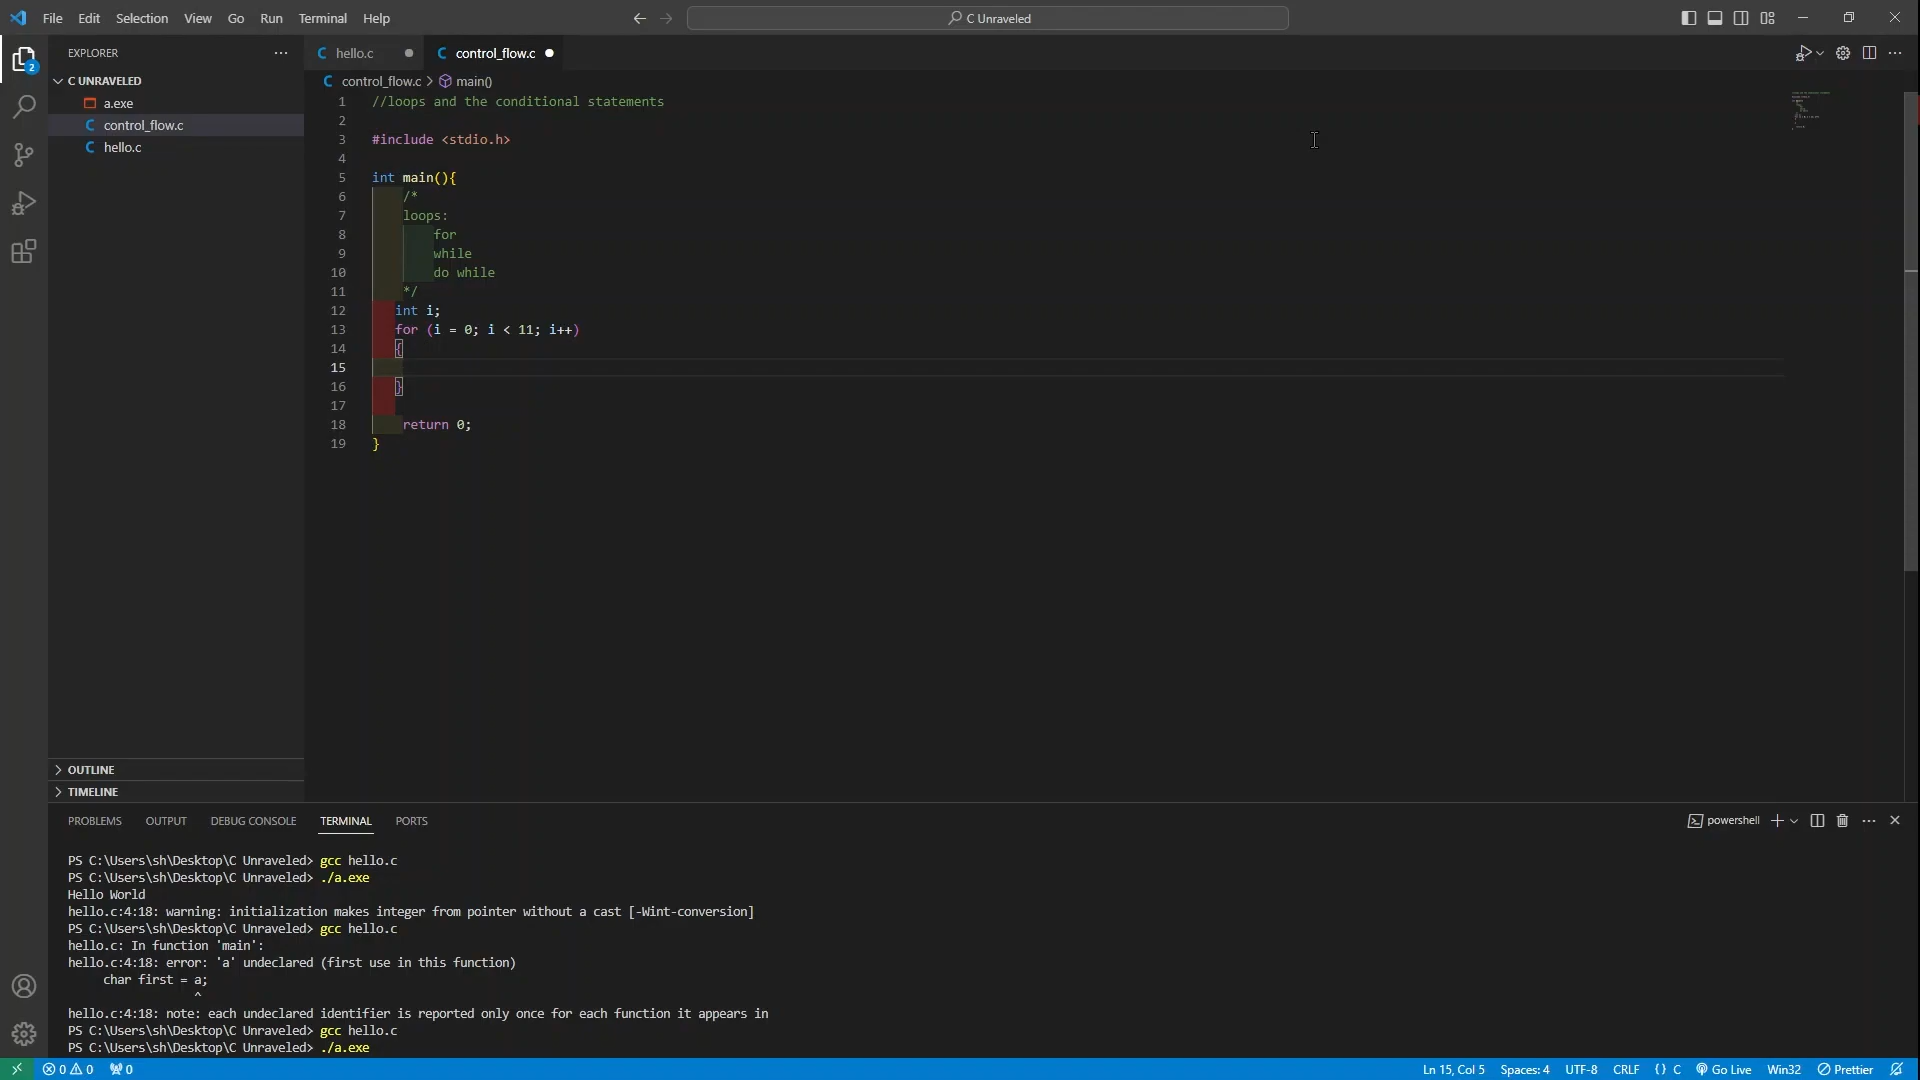 File Edit Selection View Go Run Terminal Help
C Unraveled
EXPLORER
C UNRAVELED
a.exe
C control_flow.c
C hello.c
2
OUTLINE
TIMELINE
C hello.c
C control_flow.c
C control_flow.c > main()
1 //loops and the conditional statements
2
3 #include <stdio.h>
4
5 int main(){
6 /*
7 loops:
8 for
9 while
10 do while
11 */
12 int i;
13 for (i = 0; i < 11; i++)
14 {
15
16 }
17
18 return 0;
19 }
PROBLEMS OUTPUT DEBUG CONSOLE TERMINAL PORTS
powershell
PS C:\Users\sh\Desktop\C Unraveled> gcc hello.c
PS C:\Users\sh\Desktop\C Unraveled> ./a.exe
Hello World
hello.c:4:18: warning: initialization makes integer from pointer without a cast [-Wint-conversion]
PS C:\Users\sh\Desktop\C Unraveled> gcc hello.c
hello.c: In function 'main':
hello.c:4:18: error: 'a' undeclared (first use in this function)
char first = a;
^
hello.c:4:18: note: each undeclared identifier is reported only once for each function it appears in
PS C:\Users\sh\Desktop\C Unraveled> gcc hello.c
PS C:\Users\sh\Desktop\C Unraveled> ./a.exe
0 0 0 Ln 15, Col 5 Spaces: 4 UTF-8 CRLF { } C Go Live Win32 Prettier